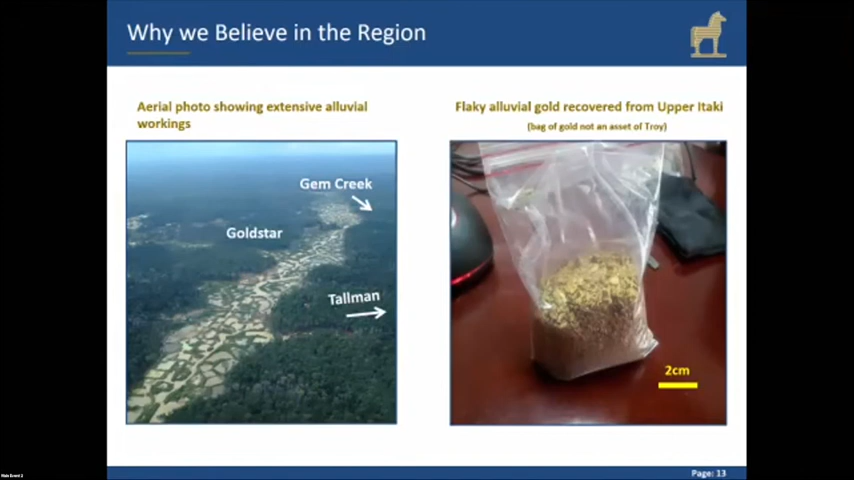 Why we Believe in the Region
Aerial photo showing extensive alluvial
workings
Flaky alluvial gold recovered from Upper Itaki
(bag of gold not an asset of Troy)
Gem Creek
Goldstar
Tallman
2cm
Page: 13